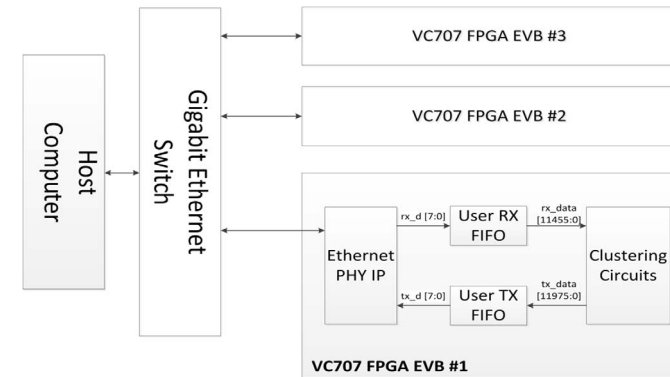 Host
Computer
Gigabit Ethernet
Switch
VC707 FPGA EVB #3
VC707 FPGA EVB #2
Ethernet
PHY IP
rx_d [7:0]
User RX
FIFO
rx_data
[11455:0]
Clustering
Circuits
tx_d [7:0]
User TX
FIFO
tx_data
[11975:0]
VC707 FPGA EVB #1